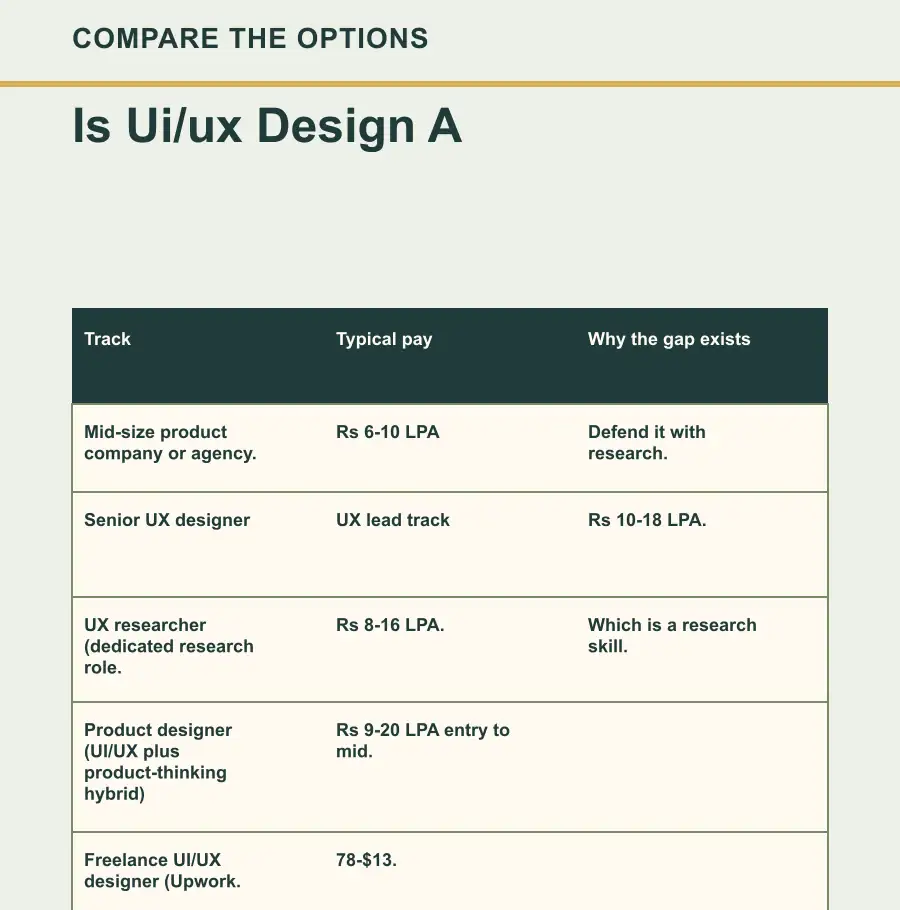 COMPARE THE OPTIONS
Is Ui/ux Design A
Track
Typical pay
Why the gap exists
Mid-size product
company or agency.
Rs 6-10 LPA
Defend it with
research.
Senior UX designer
UX lead track
Rs 10-18 LPA.
UX researcher
(dedicated research
role.
Rs 8-16 LPA.
Which is a research
skill.
Product designer
(UI/UX plus
product-thinking
hybrid)
Rs 9-20 LPA entry to
mid.
Freelance UI/UX
designer (Upwork.
78-$13.